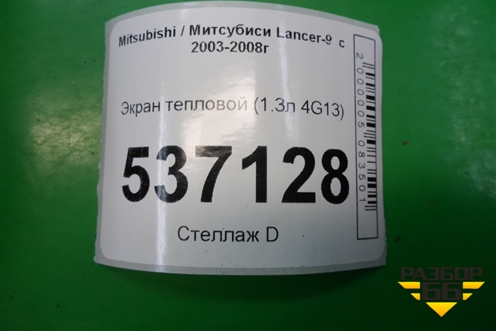 Mitsubishi / Митсубиси Lancer-9 с
2003-2008г
Экран тепловой (1.3л 4G13)
537128
Стеллаж D
2000005083501
РАЗБОР
66